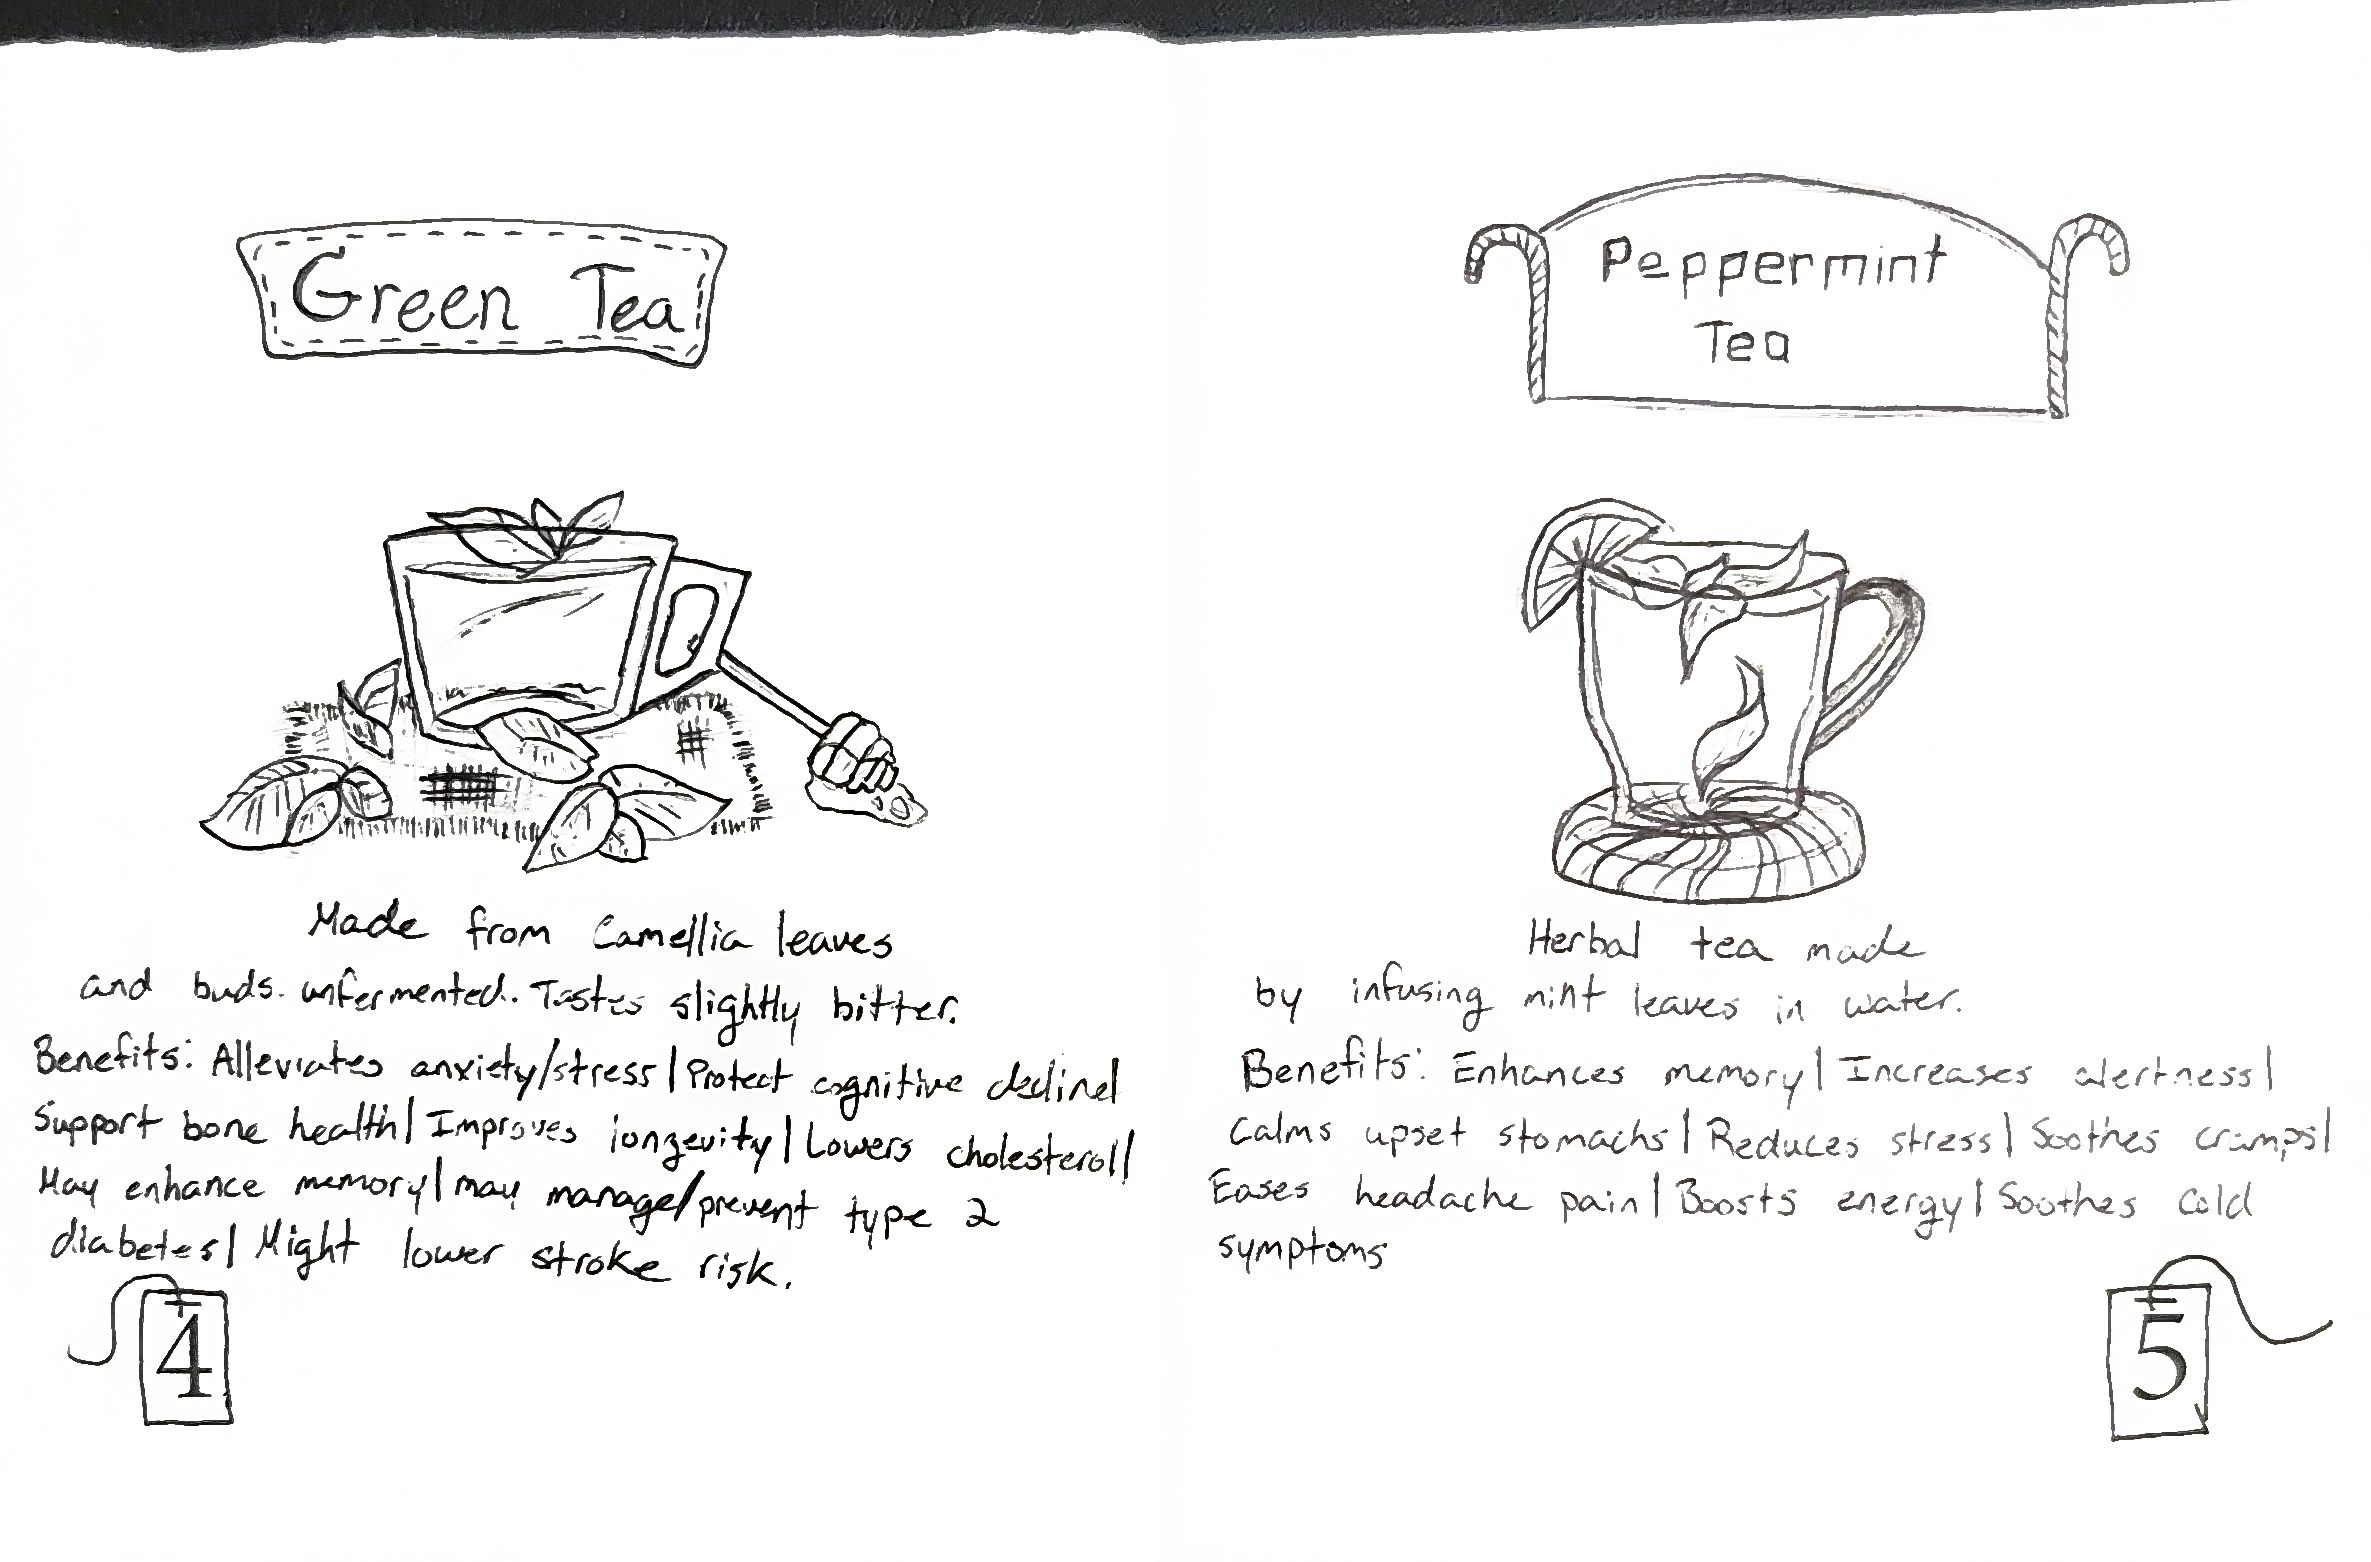 Green Tea
Made from Camellia leaves
and buds. unfermented. Tastes slightly bitter.
Benefits: Alleviates anxiety/stress | Protect cognitive decline|
Support bone health | Improves longevity | Lowers cholesterol |
May enhance memory | may manage/prevent type 2
diabetes | Might lower stroke risk.
4
Peppermint
Tea
Herbal tea made
by infusing mint leaves in water.
Benefits: Enhances memory | Increases alertness |
Calms upset stomachs | Reduces stress | Soothes cramps |
Eases headache pain | Boosts energy | Soothes cold
symptoms
5